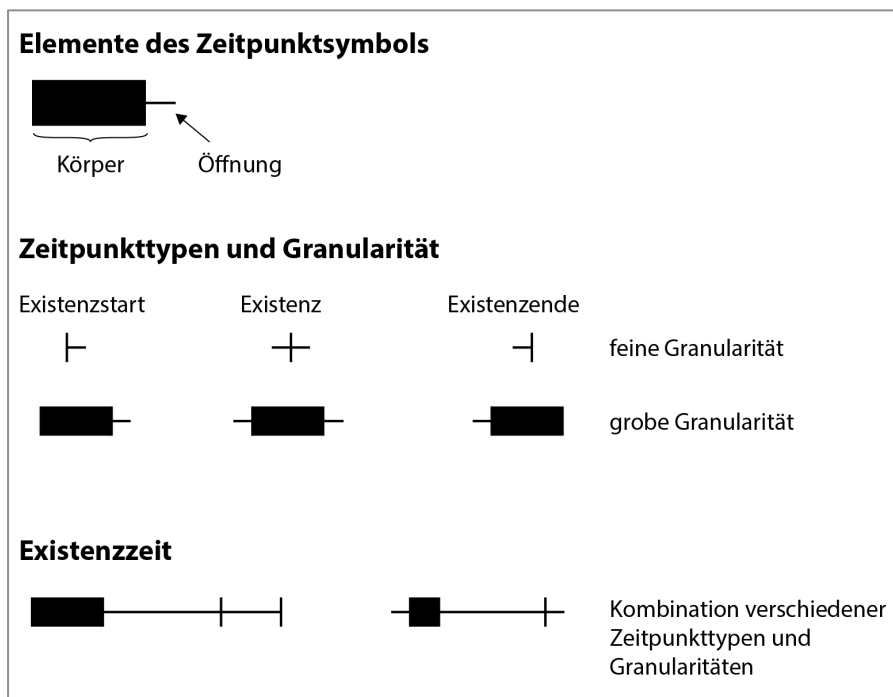 Elemente des Zeitpunktsymbols
Körper
Öffnung
Zeitpunkttypen und Granularität
Existenzstart
Existenz
Existenzende
feine Granularität
grobe Granularität
Existenzzeit
Kombination verschiedener
Zeitpunkttypen und
Granularitäten